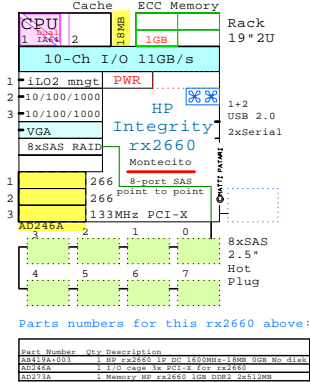 Cache ECC Memory
CPU
1 Dual IA64 2
18MB
1GB
Rack
19"2U
10-Ch I/O 11GB/s
1 iLO2 mngt PWR
2 10/100/1000
3 10/100/1000
VGA
8xSAS RAID
HP
Integrity
rx2660
Montecito
1+2
USB 2.0
2xSerial
©MATTI PATARI
8-port SAS
point to point
1 266
2 266
3 133MHz PCI-X
AD246A
3 2 1 0
4 5 6 7
8xSAS
2.5"
Hot
Plug
Parts numbers for this rx2660 above:
Part Number Qty Description
AB419A+003 1 HP rx2660 1P DC 1600MHz-18MB 0GB No disk
AD246A 1 I/O cage 3x PCI-X for rx2660
AD273A 1 Memory HP rx2660 1GB DDR2 2x512MB